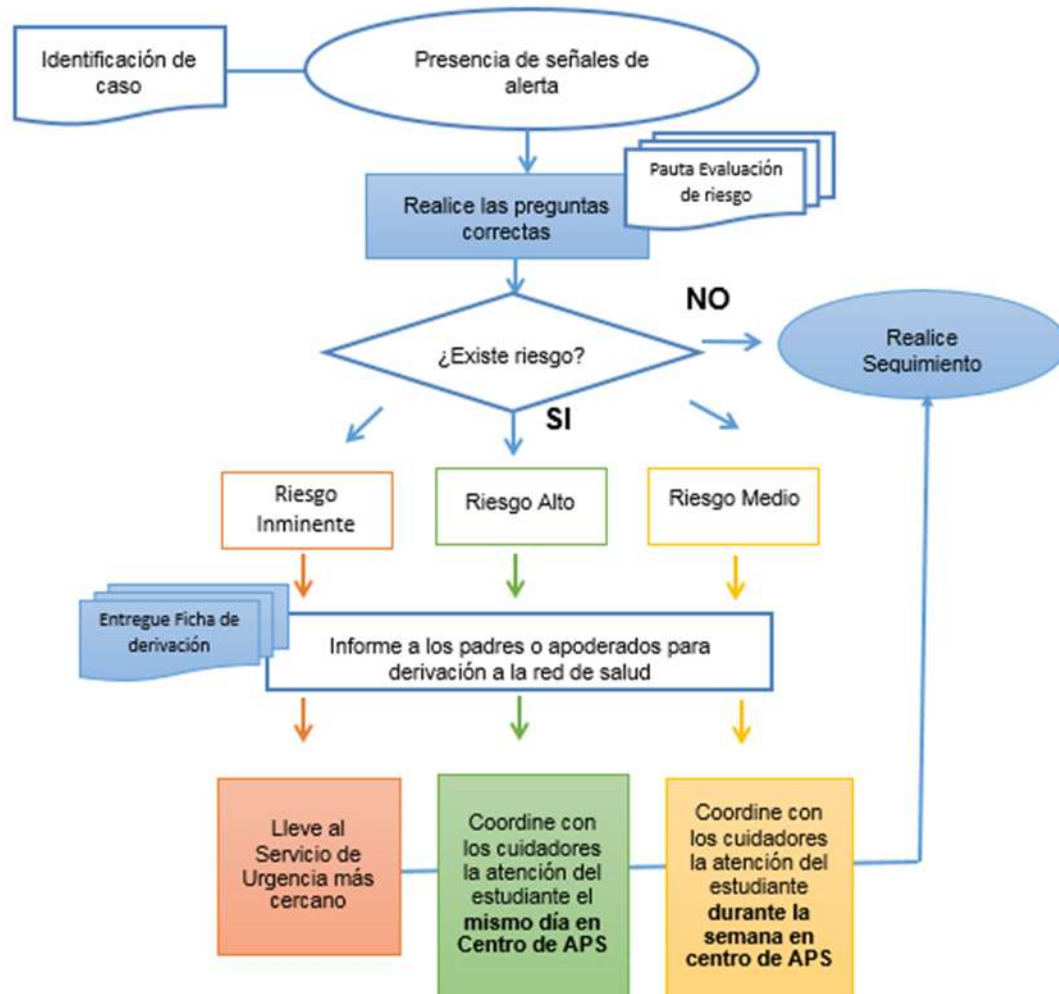 Identificación de
caso
Presencia de señales de
alerta
Pauta Evaluación
de riesgo
Realice las preguntas
correctas
NO
¿Existe riesgo?
Realice
Sequimiento
SI
Riesgo
Inminente
Riesgo Alto
Riesgo Medio
Entregue Ficha de
derivación
Informe a los padres o apoderados para
derivación a la red de salud
Lleve al
Servicio de
Urgencia más
cercano
Coordine con
los cuidadores
la atención del
estudiante el
mismo día en
Centro de APS
Coordine con
los cuidadores
la atención del
estudiante
durante la
semana en
centro de APS